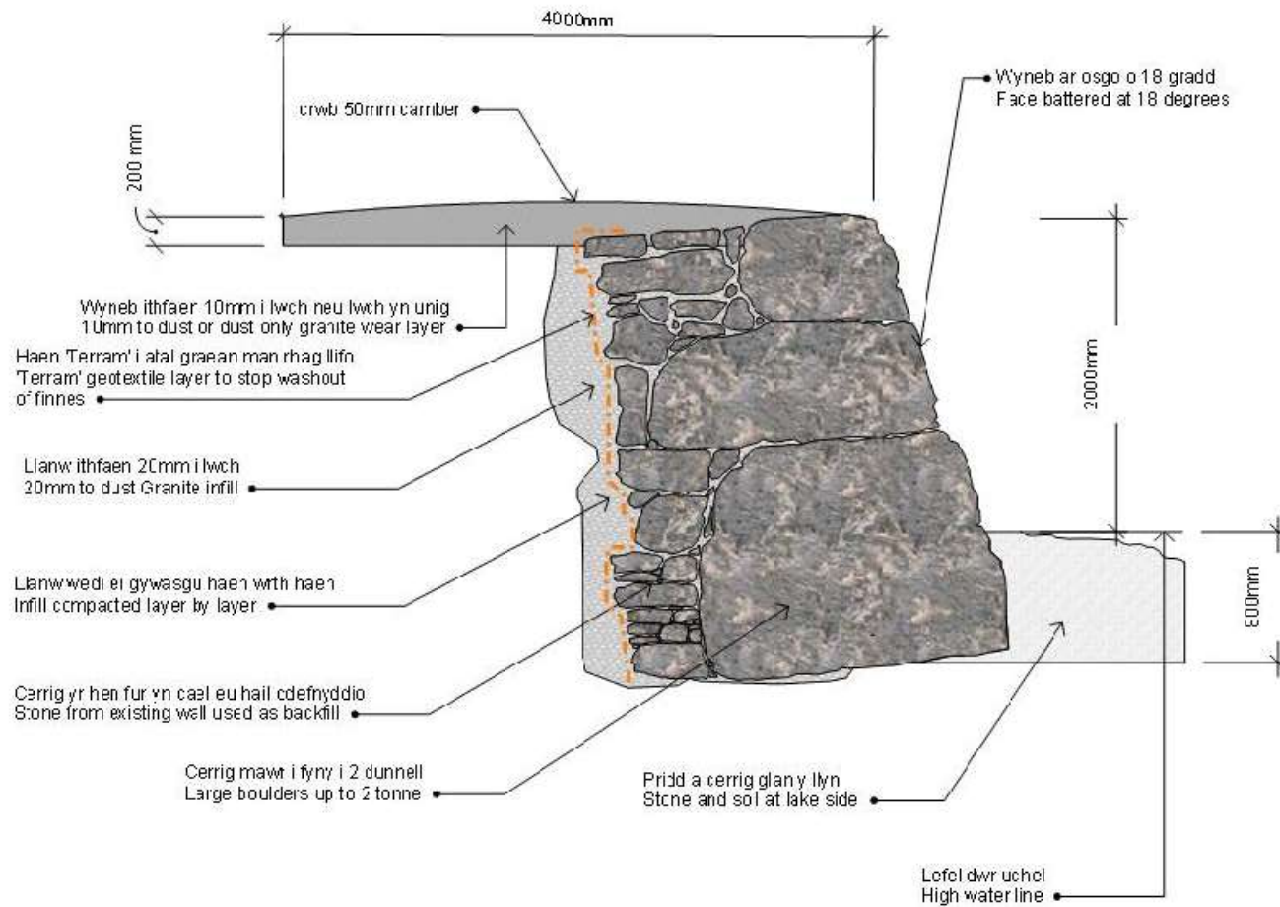 4000mm
Wyneb ar osgo o 18 gradd
Face battered at 18 degrees
crwb 50mm camber
200 mm
Wyneb ithfaer 10mm i lwch neu lwch yn unig
10mm to dust or dust only granite wear layer
Haen 'Terram' i atal graean man rhag llifo
'Terram' geotextile layer to stop washout
of finnes
2000mm
Llanw ithfaen 20mm i lwch
20mm to dust Granite infill
Llanw wedi ei gywasgu haen wrth haen
Infill compacted layer by layer
800mm
Cerrig yr hen fur yn cael eu hail cdefnyddio
Stone from existing wall used as backfill
Cerrig mawr i fyny i 2 dunnell
Large boulders up to 2 tonne
Pridd a cerrig glan y llyn
Stone and soil at lake side
Lefel dwr uchel
High water line